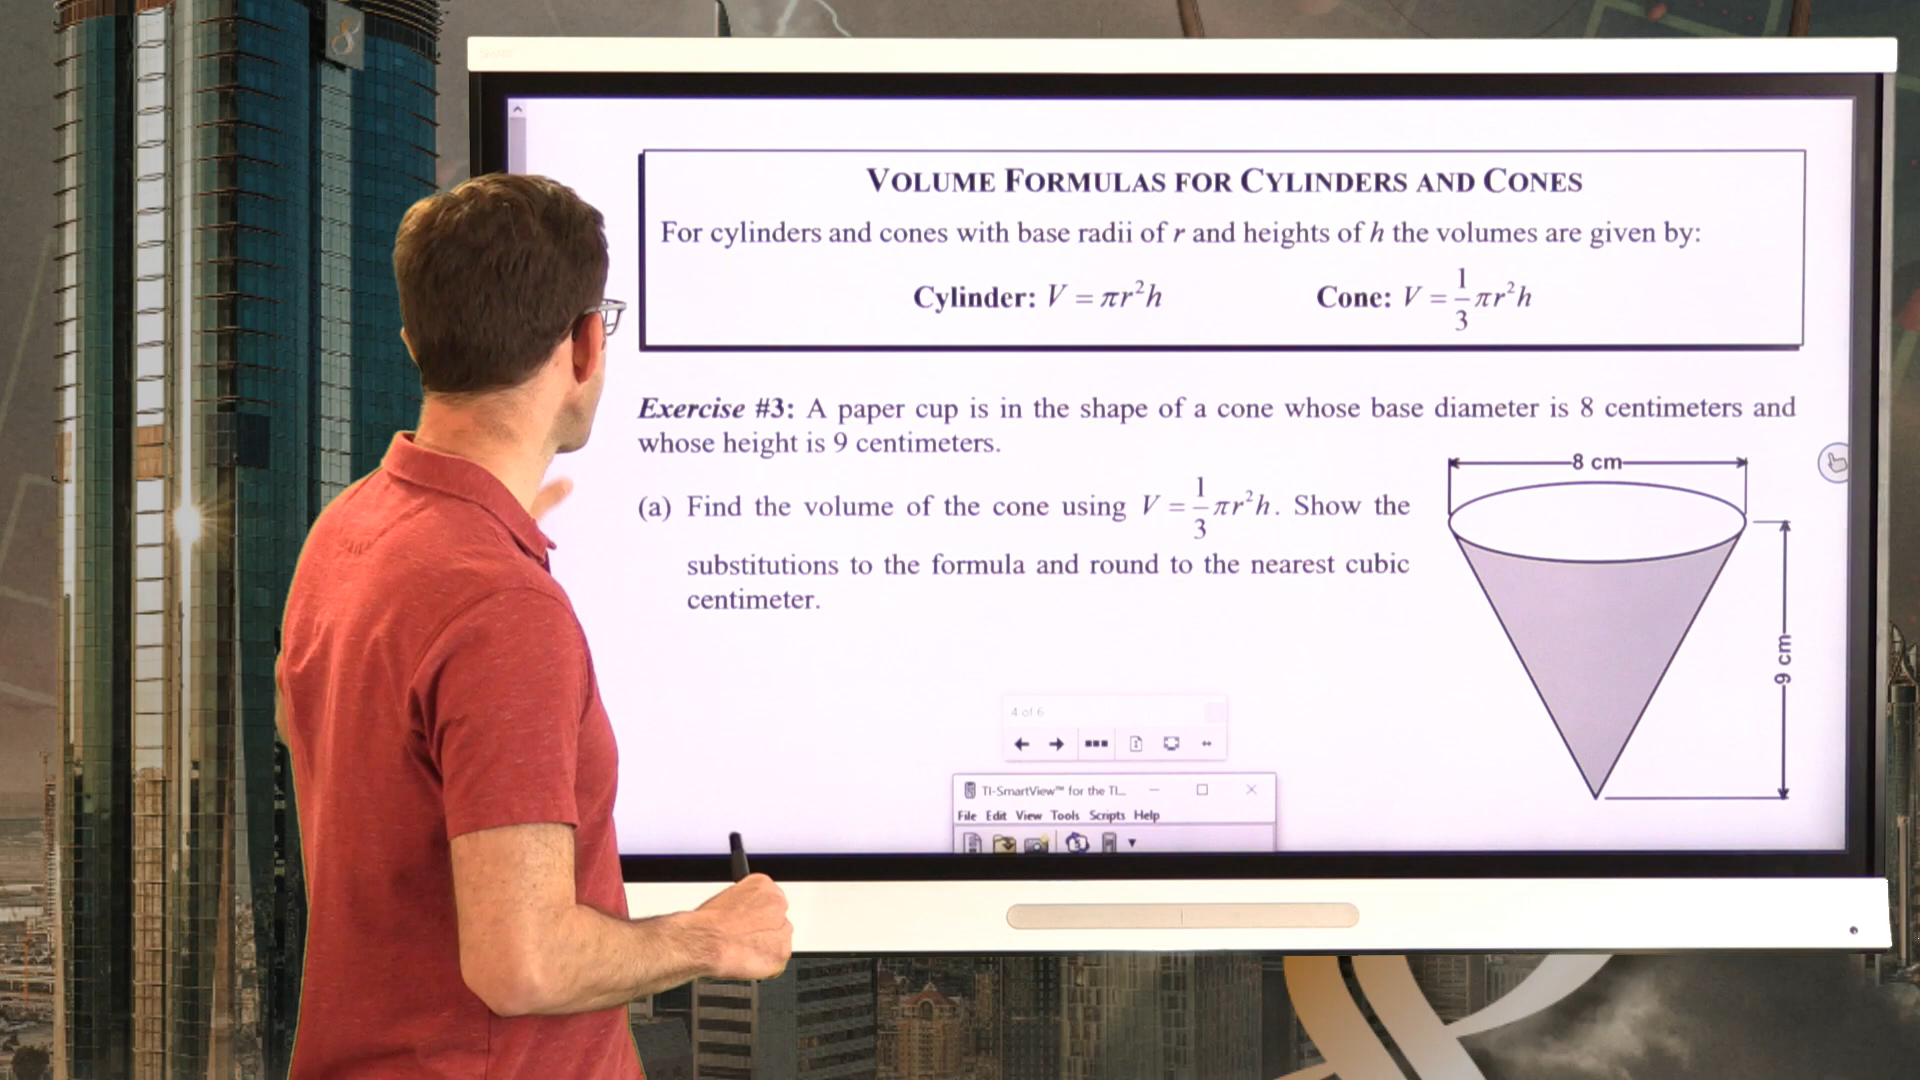 VOLUME FORMULAS FOR CYLINDERS AND CONES
For cylinders and cones with base radii of r and heights of h the volumes are given by:
Cylinder: V = πr²h Cone: V = 1/3 πr²h
Exercise #3: A paper cup is in the shape of a cone whose base diameter is 8 centimeters and
whose height is 9 centimeters.
8 cm
(a) Find the volume of the cone using V = 1/3 πr²h. Show the
substitutions to the formula and round to the nearest cubic
centimeter.
9 cm
4 of 6
TI-SmartView™ for the TI...
File Edit View Tools Scripts Help